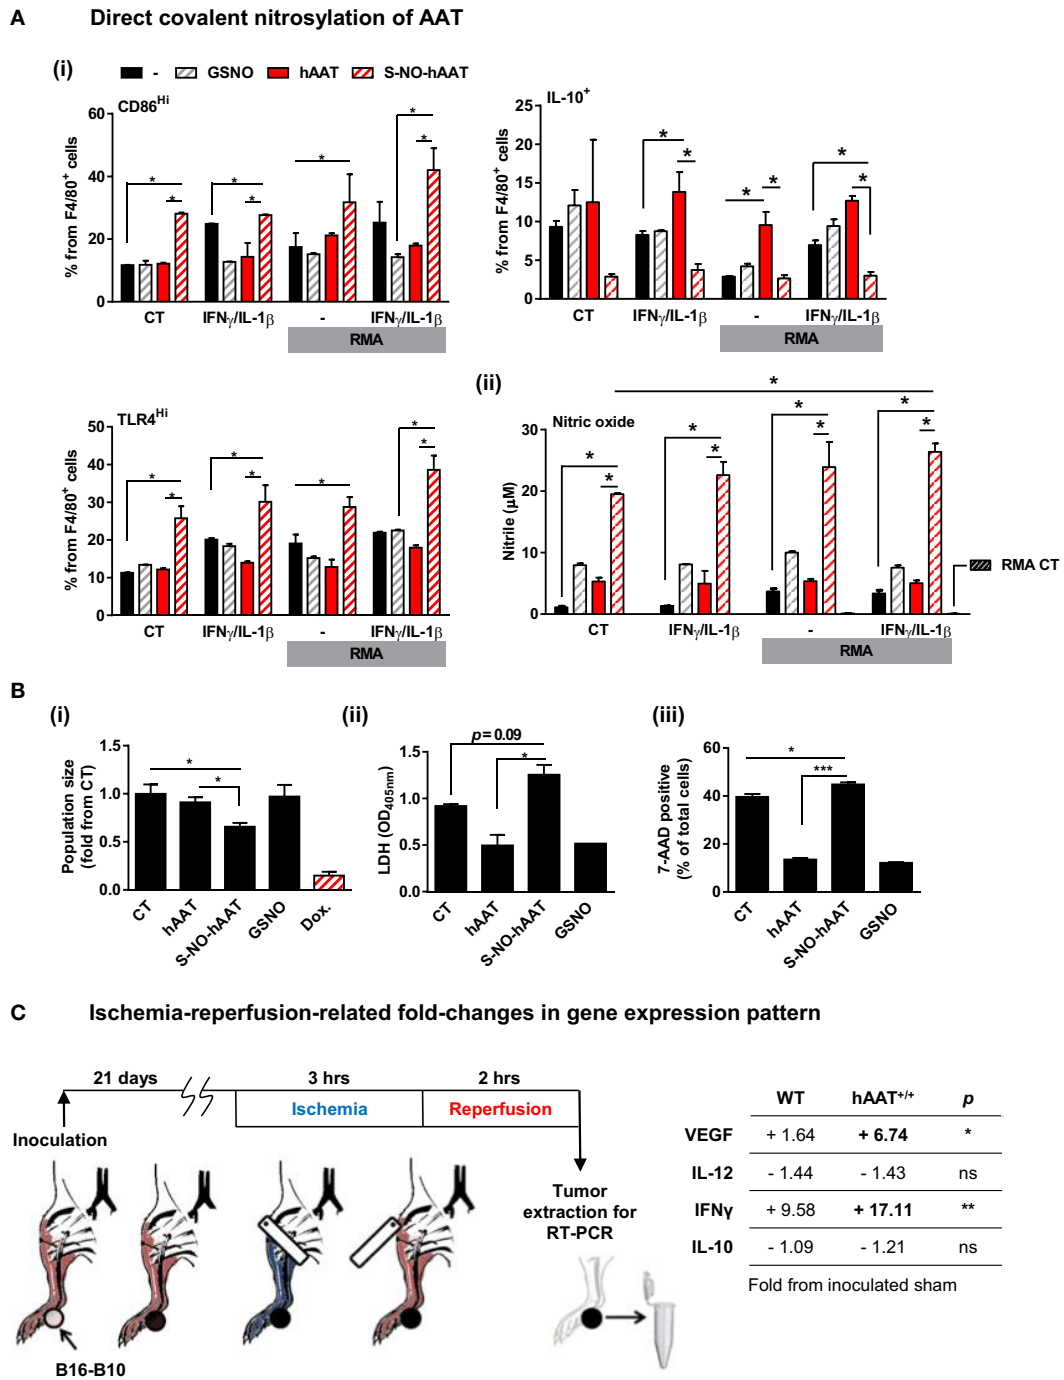 A Direct covalent nitrosylation of AAT
(i) - GSNO hAAT S-NO-hAAT
CD86Hi
% from F4/80+ cells
60
40
20
0
* * * * * * *
CT IFNγ/IL-1β - IFNγ/IL-1β
RMA
IL-10+
% from F4/80+ cells
25
20
15
10
5
0
* * * * * *
CT IFNγ/IL-1β - IFNγ/IL-1β
RMA
TLR4Hi
% from F4/80+ cells
50
40
30
20
10
0
* * * * * * *
CT IFNγ/IL-1β - IFNγ/IL-1β
RMA
(ii)
Nitric oxide
Nitrile (μM)
30
20
10
0
* * * * * * * * *
RMA CT
CT IFNγ/IL-1β - IFNγ/IL-1β
RMA
B
(i)
Population size
(fold from CT)
1.5
1.0
0.5
0.0
* *
CT hAAT S-NO-hAAT GSNO Dox.
(ii)
LDH (OD405nm)
1.5
1.0
0.5
0.0
p = 0.09
*
CT hAAT S-NO-hAAT GSNO
(iii)
7-AAD positive
(% of total cells)
60
40
20
0
*
***
CT hAAT S-NO-hAAT GSNO
C Ischemia-reperfusion-related fold-changes in gene expression pattern
21 days 3 hrs 2 hrs
Ischemia Reperfusion
Inoculation
Tumor
extraction for
RT-PCR
B16-B10
WT hAAT+/+ p
VEGF + 1.64 + 6.74 *
IL-12 - 1.44 - 1.43 ns
IFNγ + 9.58 + 17.11 **
IL-10 - 1.09 - 1.21 ns
Fold from inoculated sham